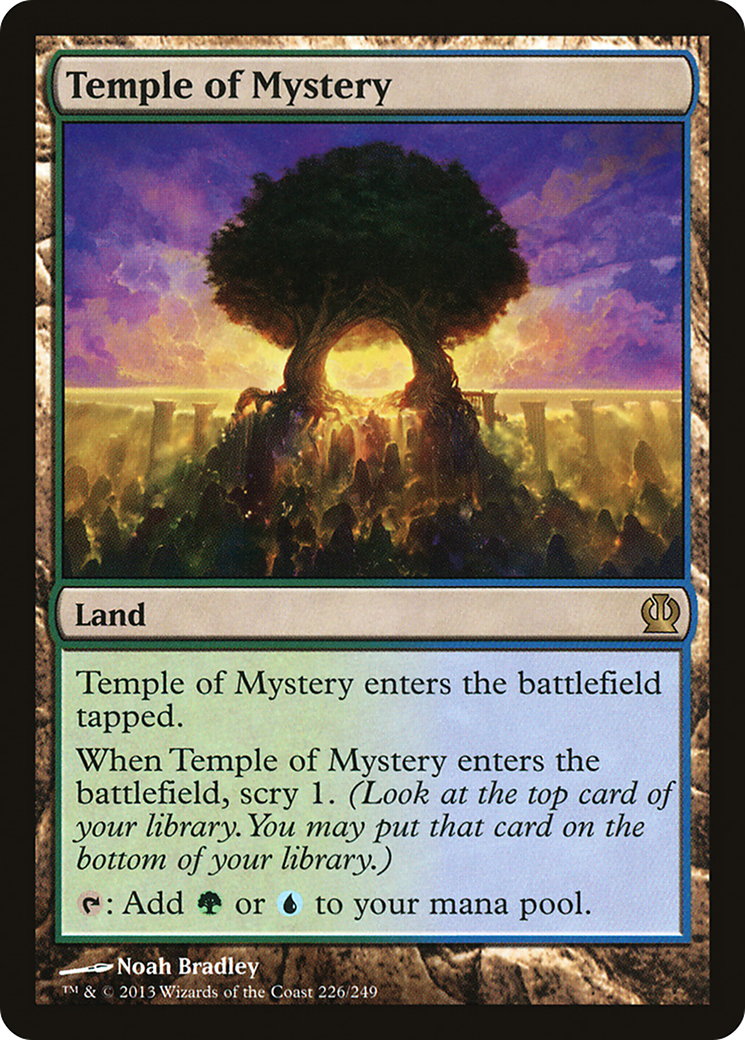 Temple of Mystery
Land
Temple of Mystery enters the battlefield
tapped.
When Temple of Mystery enters the
battlefield, scry 1. (Look at the top card of
your library. You may put that card on the
bottom of your library.)
: Add or to your mana pool.
Noah Bradley
™ & © 2013 Wizards of the Coast 226/249